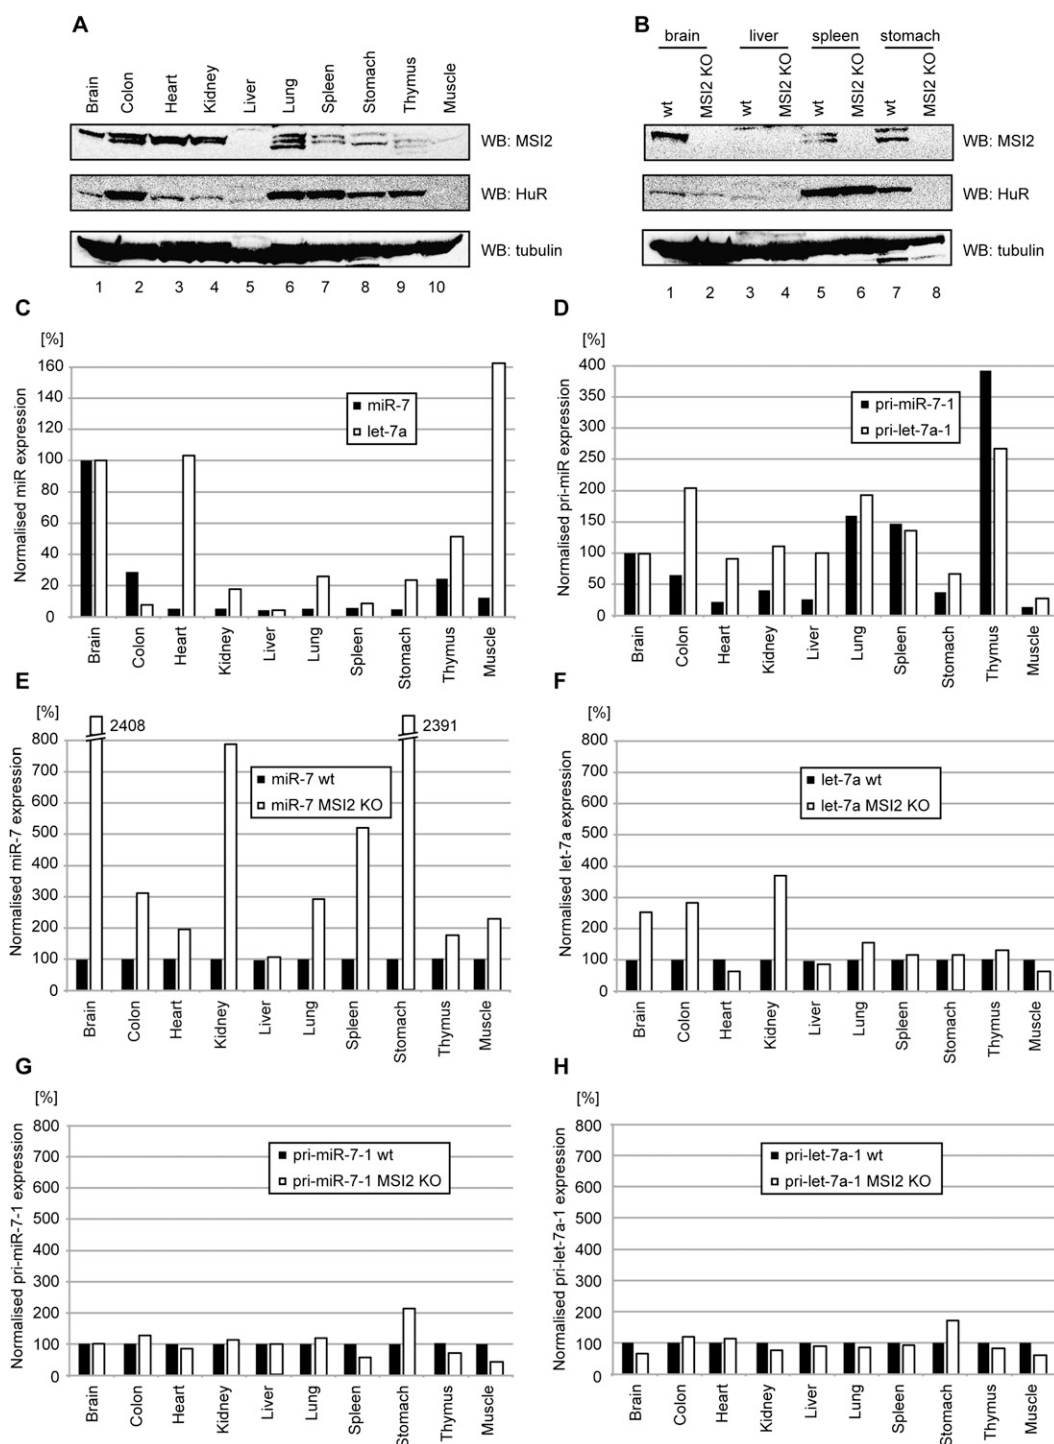 A
Brain
Colon
Heart
Kidney
Liver
Lung
Spleen
Stomach
Thymus
Muscle
WB: MSI2
WB: HuR
WB: tubulin
1 2 3 4 5 6 7 8 9 10
B
brain liver spleen stomach
wt
MSI2 KO
wt
MSI2 KO
wt
MSI2 KO
wt
MSI2 KO
WB: MSI2
WB: HuR
WB: tubulin
1 2 3 4 5 6 7 8
C
[%]
Normalised miR expression
160
140
120
100
80
60
40
20
0
miR-7
let-7a
Brain
Colon
Heart
Kidney
Liver
Lung
Spleen
Stomach
Thymus
Muscle
D
[%]
Normalised pri-miR expression
400
350
300
250
200
150
100
50
0
pri-miR-7-1
pri-let-7a-1
Brain
Colon
Heart
Kidney
Liver
Lung
Spleen
Stomach
Thymus
Muscle
E
[%]
Normalised miR-7 expression
800
700
600
500
400
300
200
100
0
2408
2391
miR-7 wt
miR-7 MSI2 KO
Brain
Colon
Heart
Kidney
Liver
Lung
Spleen
Stomach
Thymus
Muscle
F
[%]
Normalised let-7a expression
800
700
600
500
400
300
200
100
0
let-7a wt
let-7a MSI2 KO
Brain
Colon
Heart
Kidney
Liver
Lung
Spleen
Stomach
Thymus
Muscle
G
[%]
Normalised pri-miR-7-1 expression
800
700
600
500
400
300
200
100
0
pri-miR-7-1 wt
pri-miR-7-1 MSI2 KO
Brain
Colon
Heart
Kidney
Liver
Lung
Spleen
Stomach
Thymus
Muscle
H
[%]
Normalised pri-let-7a-1 expression
800
700
600
500
400
300
200
100
0
pri-let-7a-1 wt
pri-let-7a-1 MSI2 KO
Brain
Colon
Heart
Kidney
Liver
Lung
Spleen
Stomach
Thymus
Muscle